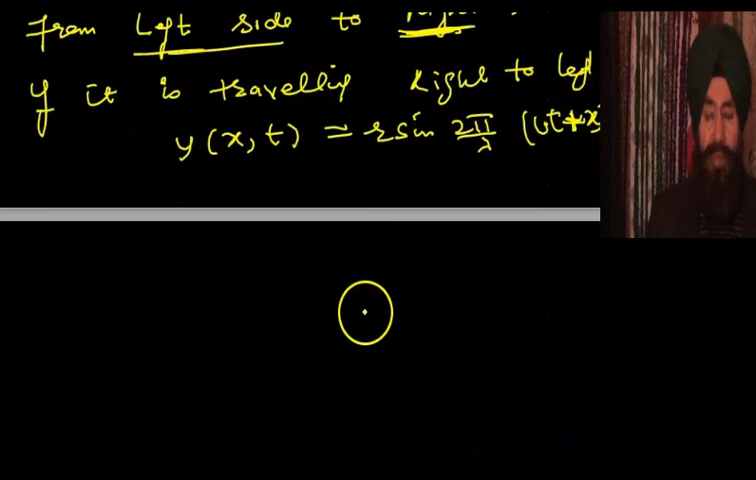 from Left side to
If it is travelling Right to left
y(x, t) = r sin 2π/λ (vt+x)